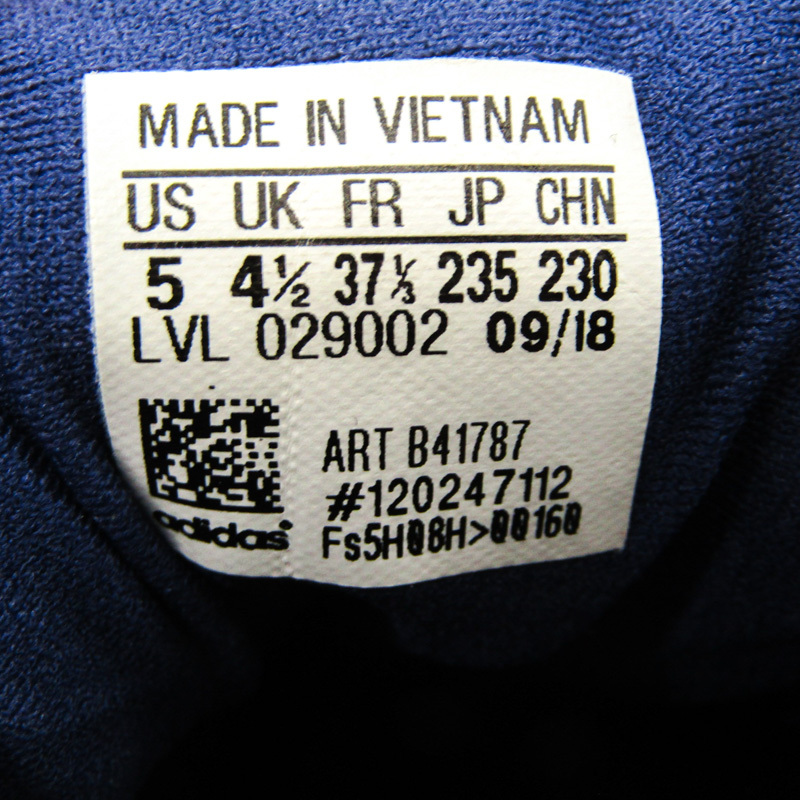 MADE IN VIETNAM
US UK FR JP CHN
5 4½ 37⅓ 235 230
LVL 029002 09/18
ART B41787
#120247112
Fs5H08H>00160
adidas